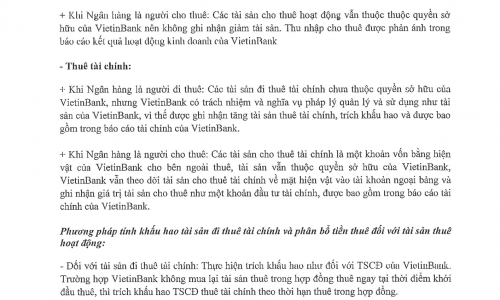 + Khi Ngân hàng là người cho thuê: Các tài sản cho thuê hoạt động vẫn thuộc thuộc quyền sở
hữu của VietinBank nên không ghi nhận giảm tài sản. Thu nhập cho thuê được phản ánh trong
báo cáo kết quả hoạt động kinh doanh của VietinBank
- Thuê tài chính:
+ Khi Ngân hàng là người đi thuê: Các tài sản đi thuê tài chính chưa thuộc quyền sở hữu của
VietinBank, nhưng VietinBank có trách nhiệm và nghĩa vụ pháp lý quản lý và sử dụng như tài
sản của VietinBank, vì thế được ghi nhận tăng tài sản thuê tài chính, trích khấu hao và được bao
gồm trong báo cáo tài chính của VietinBank.
+ Khi Ngân hàng là người cho thuê: Các tài sản cho thuê tài chính là một khoản vốn bằng hiện
vật của VietinBank cho bên ngoài thuê, tài sản vẫn thuộc quyền sở hữu của VietinBank,
VietinBank vẫn theo dõi tài sản cho thuê tài chính về mặt hiện vật vào tài khoản ngoại bảng và
ghi nhận giá trị tài sản cho thuê như một khoản đầu tư tài chính, được bao gồm trong báo cáo tài
chính của VietinBank.
Phương pháp tính khấu hao tài sản đi thuê tài chính và phân bổ tiền thuê đối với tài sản thuê
hoạt động:
- Đối với tài sản đi thuê tài chính: Thực hiện trích khấu hao như đối với TSCĐ của VietinBank.
Trường hợp VietinBank không mua lại tài sản thuê trong hợp đồng thuê ngay tại thời điểm khởi
đầu thuê, thì trích khấu hao TSCĐ thuê tài chính theo thời hạn thuê trong hợp đồng.